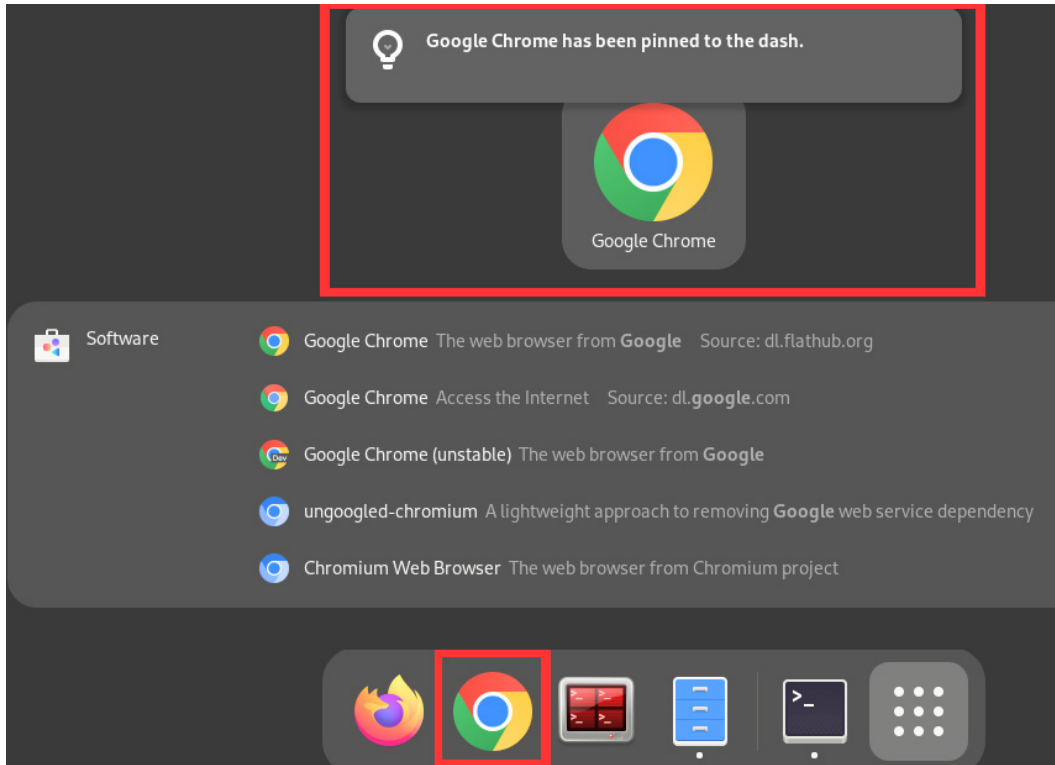 Google Chrome has been pinned to the dash.
Google Chrome
Software
Google Chrome The web browser from Google Source: dl.flathub.org
Google Chrome Access the Internet Source: dl.google.com
Dev
Google Chrome (unstable) The web browser from Google
ungoogled-chromium A lightweight approach to removing Google web service dependency
Chromium Web Browser The web browser from Chromium project
>_ >_
>_ >_
>_